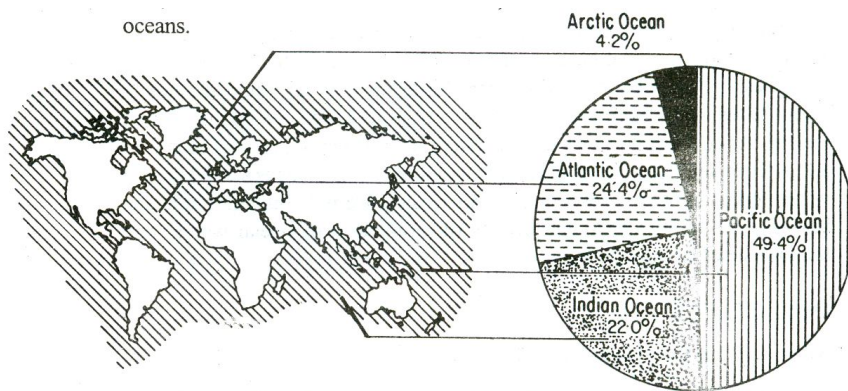 oceans.
Arctic Ocean
4·2%
Atlantic Ocean
24·4%
Pacific Ocean
49·4%
Indian Ocean
22·0%